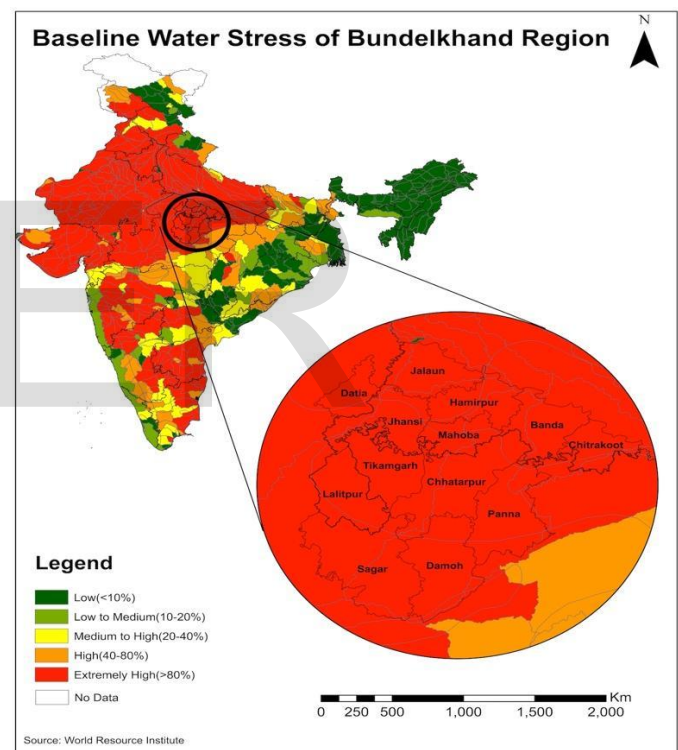 Baseline Water Stress of Bundelkhand Region
N
Jalaun
Datia
Hamirpur
Jhansi
Banda
Mahoba
Chitrakoot
Tikamgarh
Chhatarpur
Lalitpur
Panna
Sagar
Damoh
Legend
Low(<10%)
Low to Medium(10-20%)
Medium to High(20-40%)
High(40-80%)
Extremely High(>80%)
No Data
Km
0 250 500 1,000 1,500 2,000
Source: World Resource Institute
ER